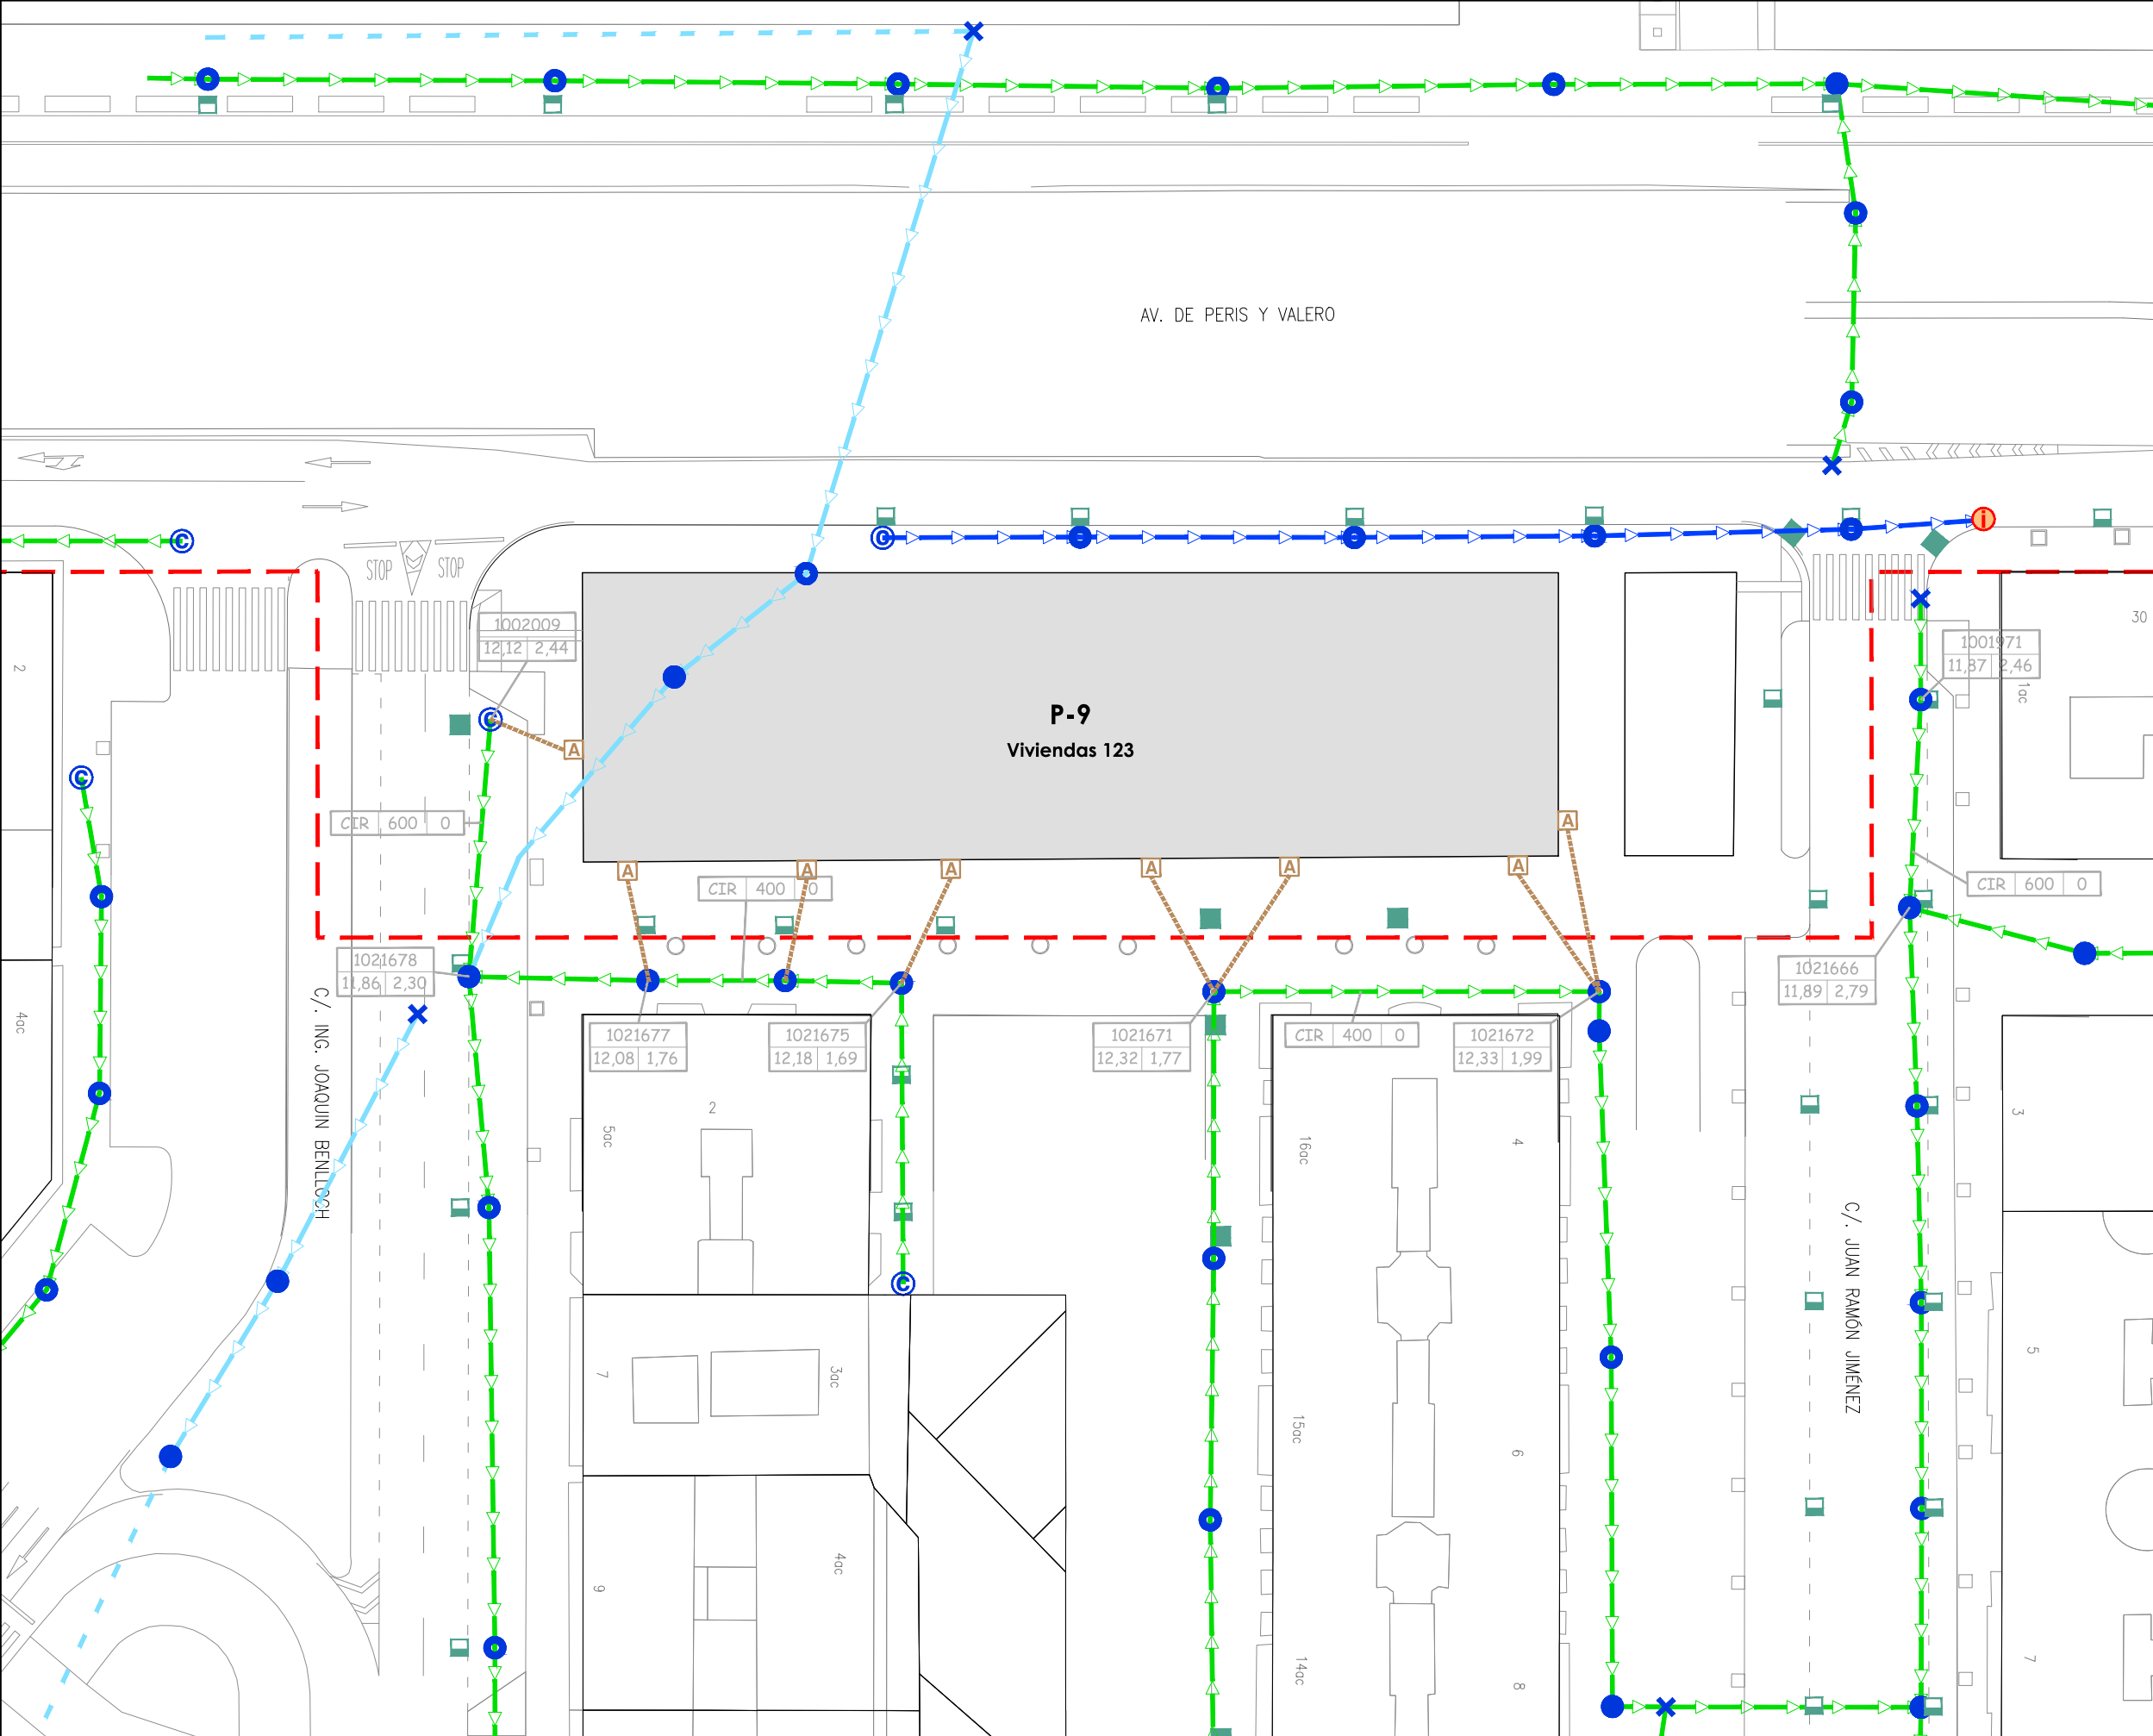 AV. DE PERIS Y VALERO
STOP
STOP
1002009
12,12 2,44
30
1001971
11,87 2,46
1ac
2
P-9
Viviendas 123
A
CIR 600 0
A
A
A
A
A
A
A
CIR 400 0
CIR 600 0
1021678
11,86 2,30
1021666
11,89 2,79
C/. ING. JOAQUIN BENLLOCH
4ac
1021677
12,08 1,76
1021675
12,18 1,69
1021671
12,32 1,77
CIR 400 0
1021672
12,33 1,99
2
5ac
16ac
4
3
C/. JUAN RAMÓN JIMÉNEZ
7
3ac
15ac
6
5
9
4ac
14ac
8
7
C
C
C
C
C
i